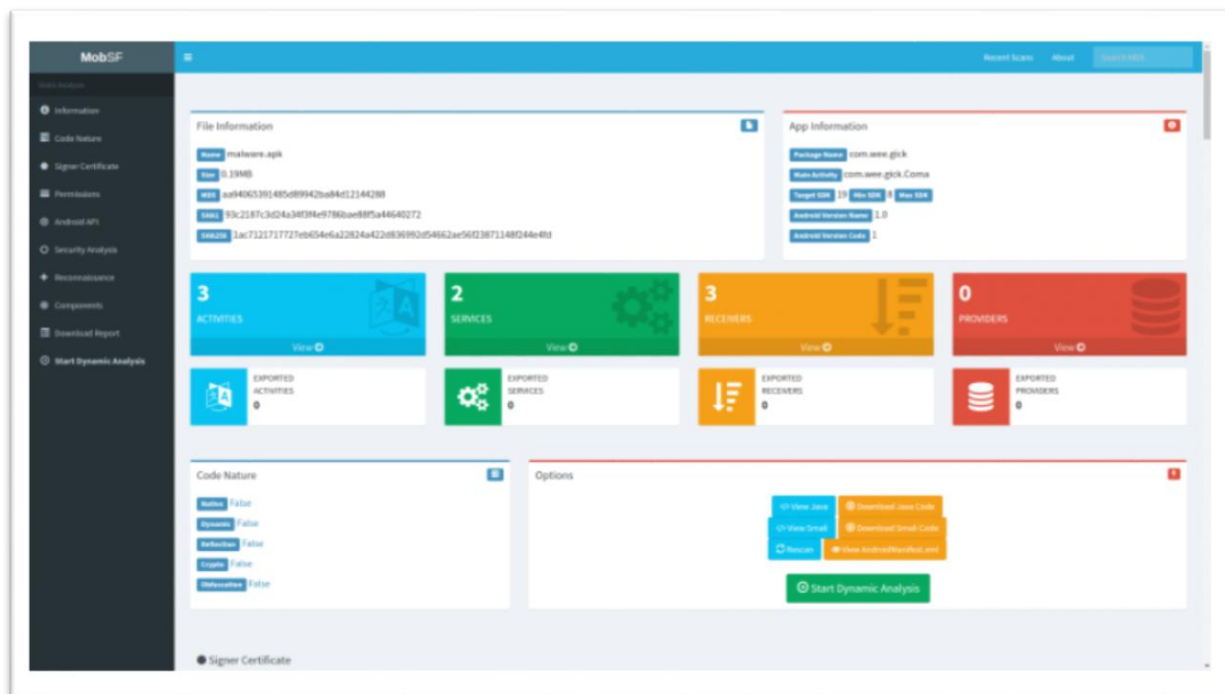 MobSF
Recent Scans
About
Search MD5
Static Analysis
Information
Code Nature
Signer Certificate
Permissions
Android API
Security Analysis
Reconnaissance
Components
Download Report
Start Dynamic Analysis
File Information
Name malware.apk
Size 0.19MB
MD5
SHA1
SHA256
App Information
Package Name com.wee.gick
Main Activity com.wee.gick.Coma
Target SDK 19 Min SDK 8 Max SDK
Android Version Name 1.0
Android Version Code 1
3
ACTIVITIES
View
2
SERVICES
View
3
RECEIVERS
View
0
PROVIDERS
View
EXPORTED
ACTIVITIES
0
EXPORTED
SERVICES
0
EXPORTED
RECEIVERS
0
EXPORTED
PROVIDERS
0
Code Nature
Native False
Dynamic False
Reflection False
Crypto False
Obfuscation False
Options
View Java
Download Java Code
View Smali
Download Smali Code
Rescan
View AndroidManifest.xml
Start Dynamic Analysis
Signer Certificate